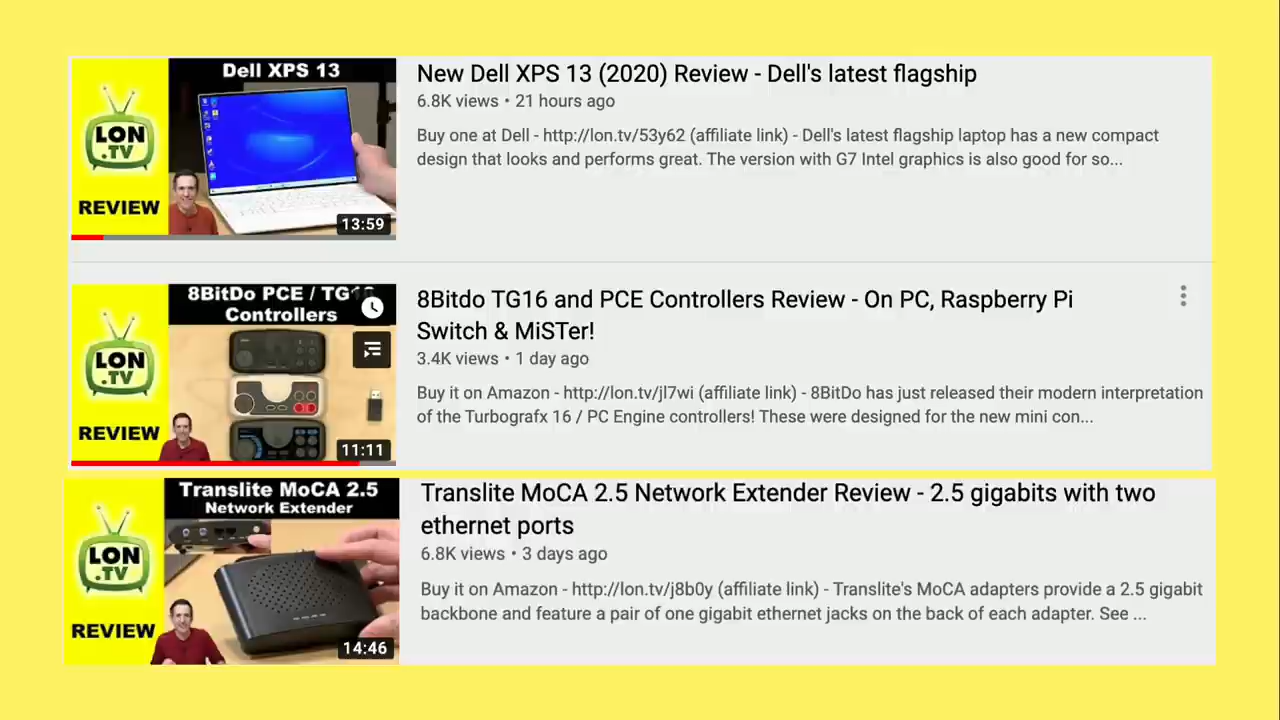 Dell XPS 13
LON
.TV
REVIEW
13:59
New Dell XPS 13 (2020) Review - Dell's latest flagship
6.8K views • 21 hours ago
Buy one at Dell - http://lon.tv/53y62 (affiliate link) - Dell's latest flagship laptop has a new compact
design that looks and performs great. The version with G7 Intel graphics is also good for so...
8BitDo PCE / TG16
Controllers
LON
.TV
REVIEW
11:11
8Bitdo TG16 and PCE Controllers Review - On PC, Raspberry Pi
Switch & MiSTer!
3.4K views • 1 day ago
Buy it on Amazon - http://lon.tv/jl7wi (affiliate link) - 8BitDo has just released their modern interpretation
of the Turbografx 16 / PC Engine controllers! These were designed for the new mini con...
Translite MoCA 2.5
Network Extender
LON
.TV
REVIEW
14:46
Translite MoCA 2.5 Network Extender Review - 2.5 gigabits with two
ethernet ports
6.8K views • 3 days ago
Buy it on Amazon - http://lon.tv/j8b0y (affiliate link) - Translite's MoCA adapters provide a 2.5 gigabit
backbone and feature a pair of one gigabit ethernet jacks on the back of each adapter. See ...